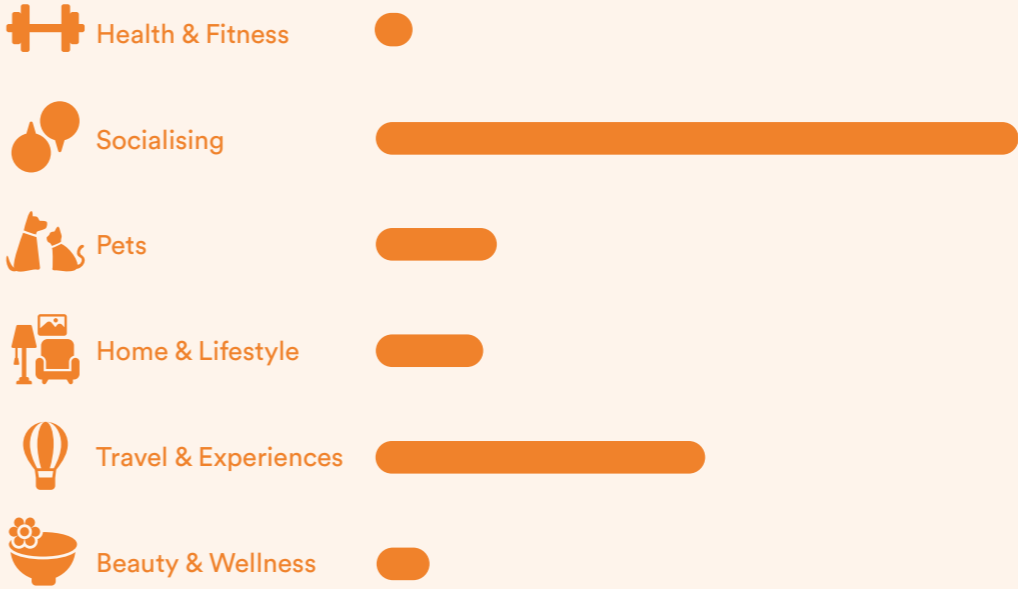 Health & Fitness
Socialising
Pets
Home & Lifestyle
Travel & Experiences
Beauty & Wellness